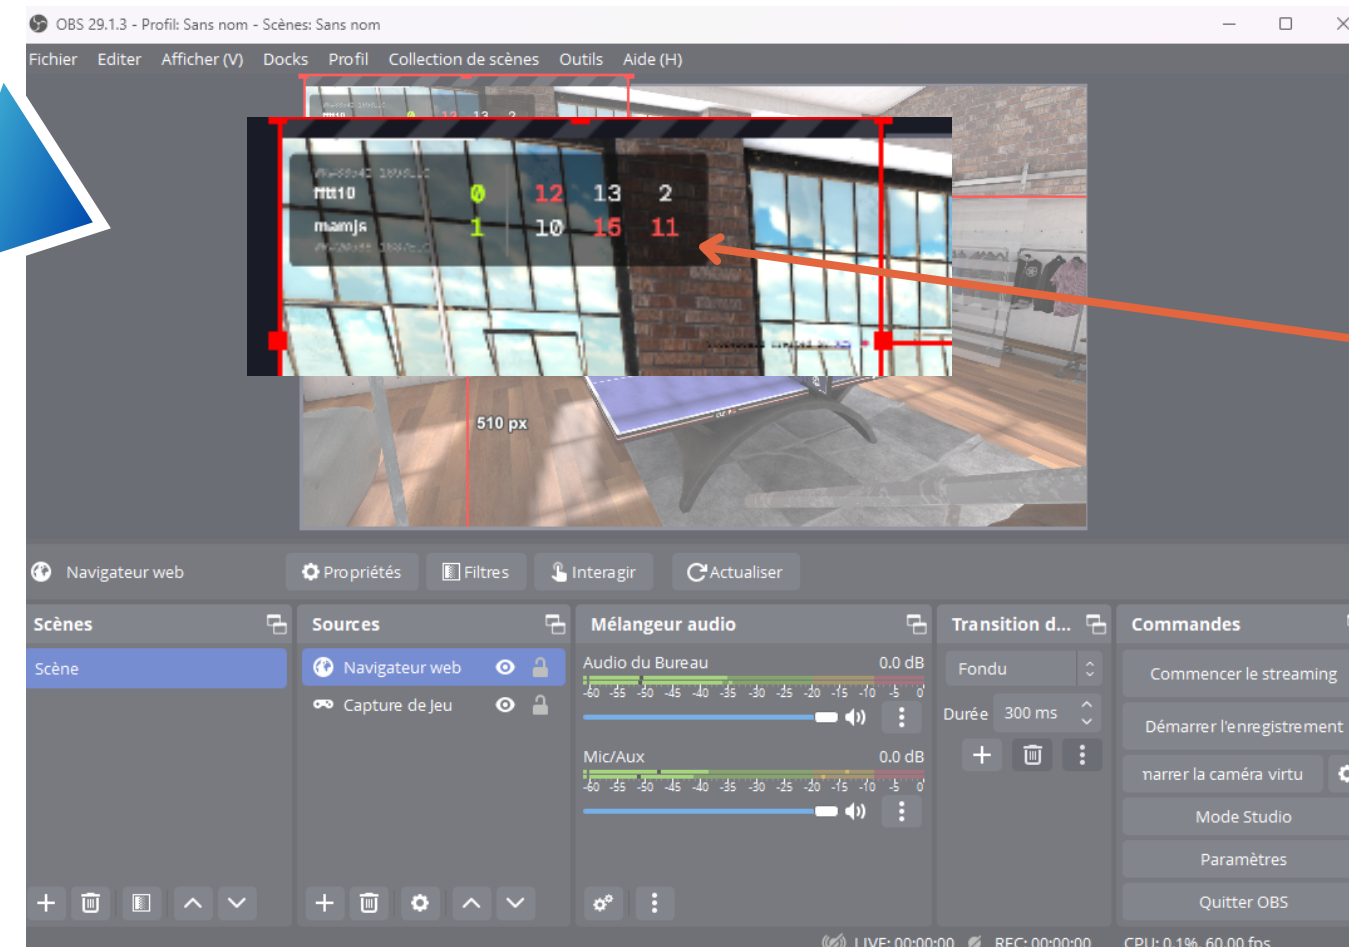 OBS 29.1.3 - Profil: Sans nom - Scènes: Sans nom
Fichier Editer Afficher (V) Docks Profil Collection de scènes Outils Aide (H)
13 2
0 12 13 2
mamjs 1 10 15 11
510 px
Navigateur web Propriétés Filtres Interagir Actualiser
Scènes Sources Mélangeur audio Transition d... Commandes
Scène
Navigateur web
Capture de Jeu
Audio du Bureau 0.0 dB
-60 -55 -50 -45 -40 -35 -30 -25 -20 -15 -10 -5 0
Mic/Aux 0.0 dB
-60 -55 -50 -45 -40 -35 -30 -25 -20 -15 -10 -5 0
Fondu
Durée 300 ms
Commencer le streaming
Démarrer l'enregistrement
marrer la caméra virtu
Mode Studio
Paramètres
Quitter OBS
LIVE: 00:00:00 REC: 00:00:00 CPU: 0.1%, 60.00 fps